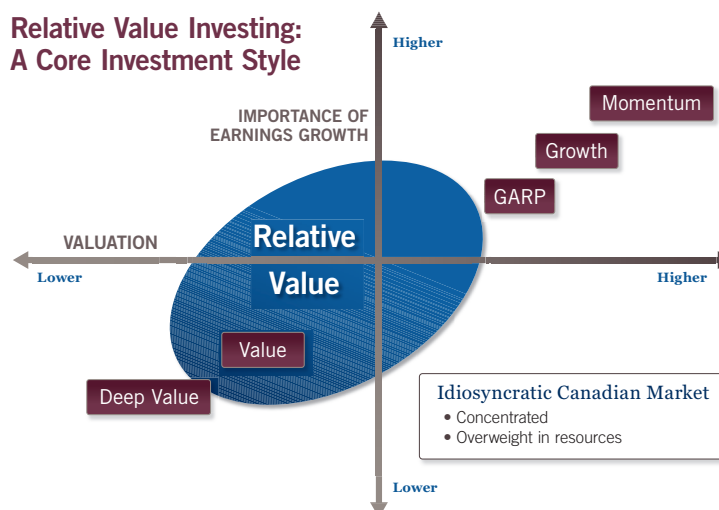 Relative Value Investing:
A Core Investment Style
Higher
IMPORTANCE OF
EARNINGS GROWTH
Momentum
Growth
GARP
VALUATION
Relative
Value
Lower
Higher
Value
Deep Value
Idiosyncratic Canadian Market
• Concentrated
• Overweight in resources
Lower